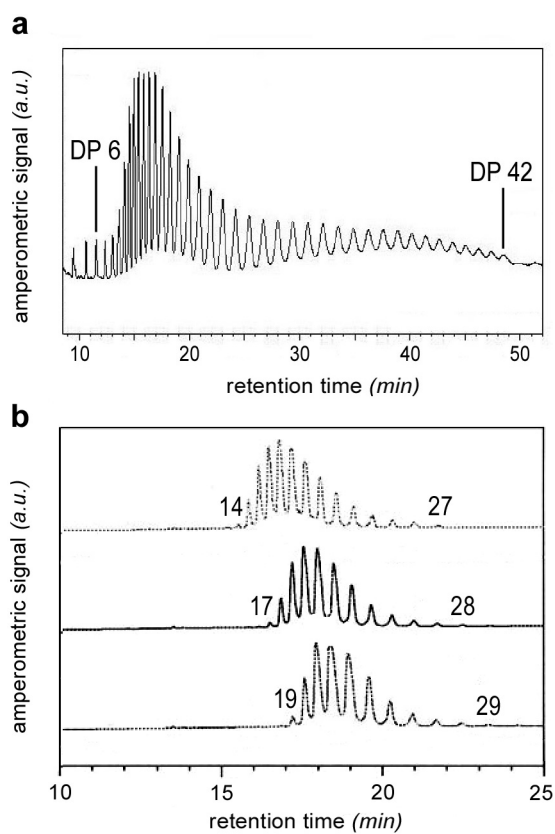 a
amperometric signal (a.u.)
DP 6
DP 42
10 20 30 40 50
retention time (min)
b
amperometric signal (a.u.)
14 27
17 28
19 29
10 15 20 25
retention time (min)